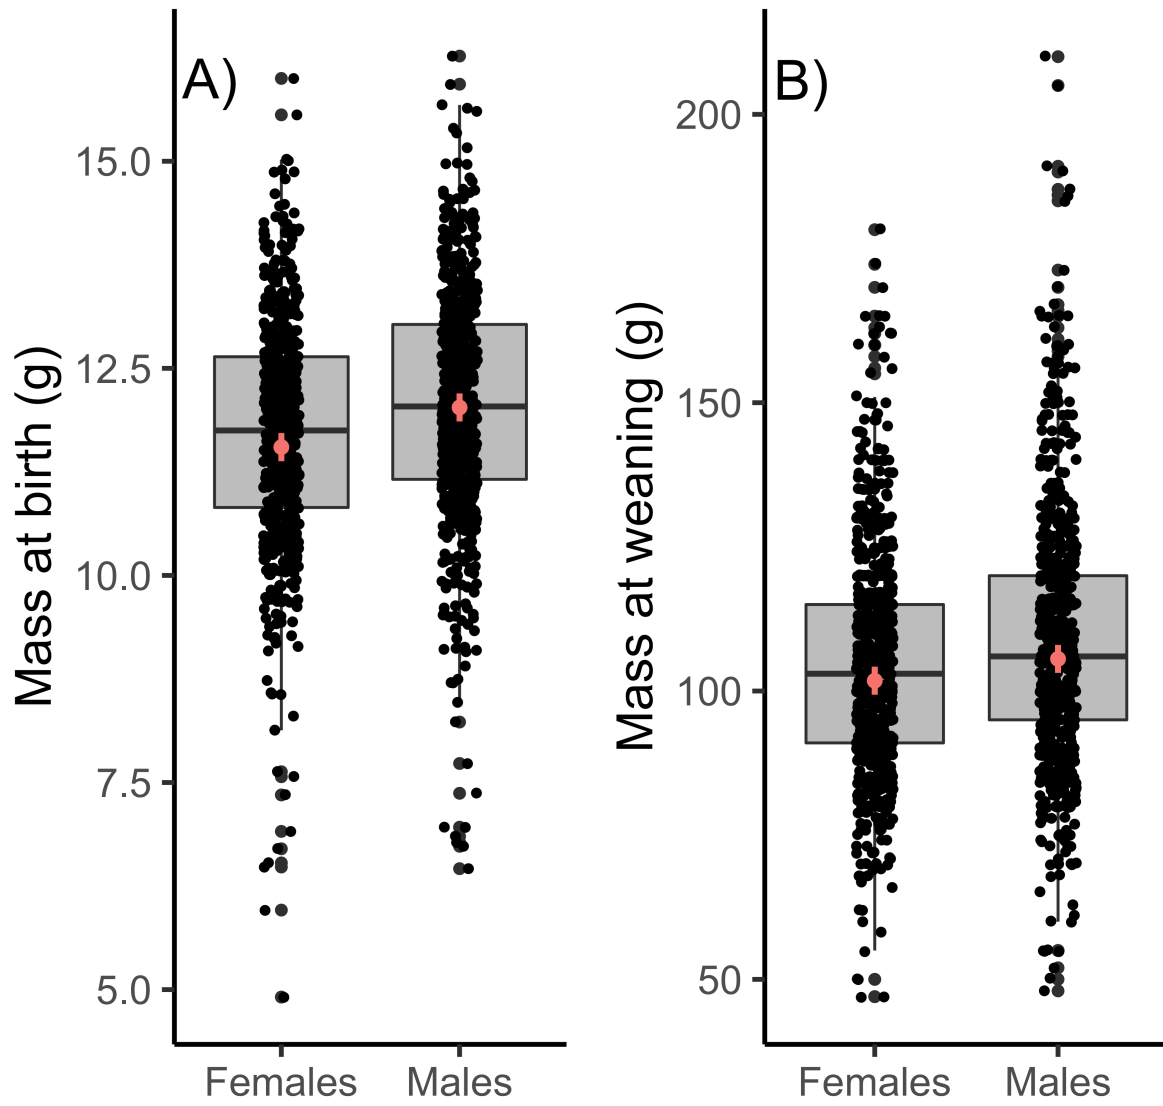 A)
Mass at birth (g)
15.0
12.5
10.0
7.5
5.0
Females
Males
B)
Mass at weaning (g)
200
150
100
50
Females
Males